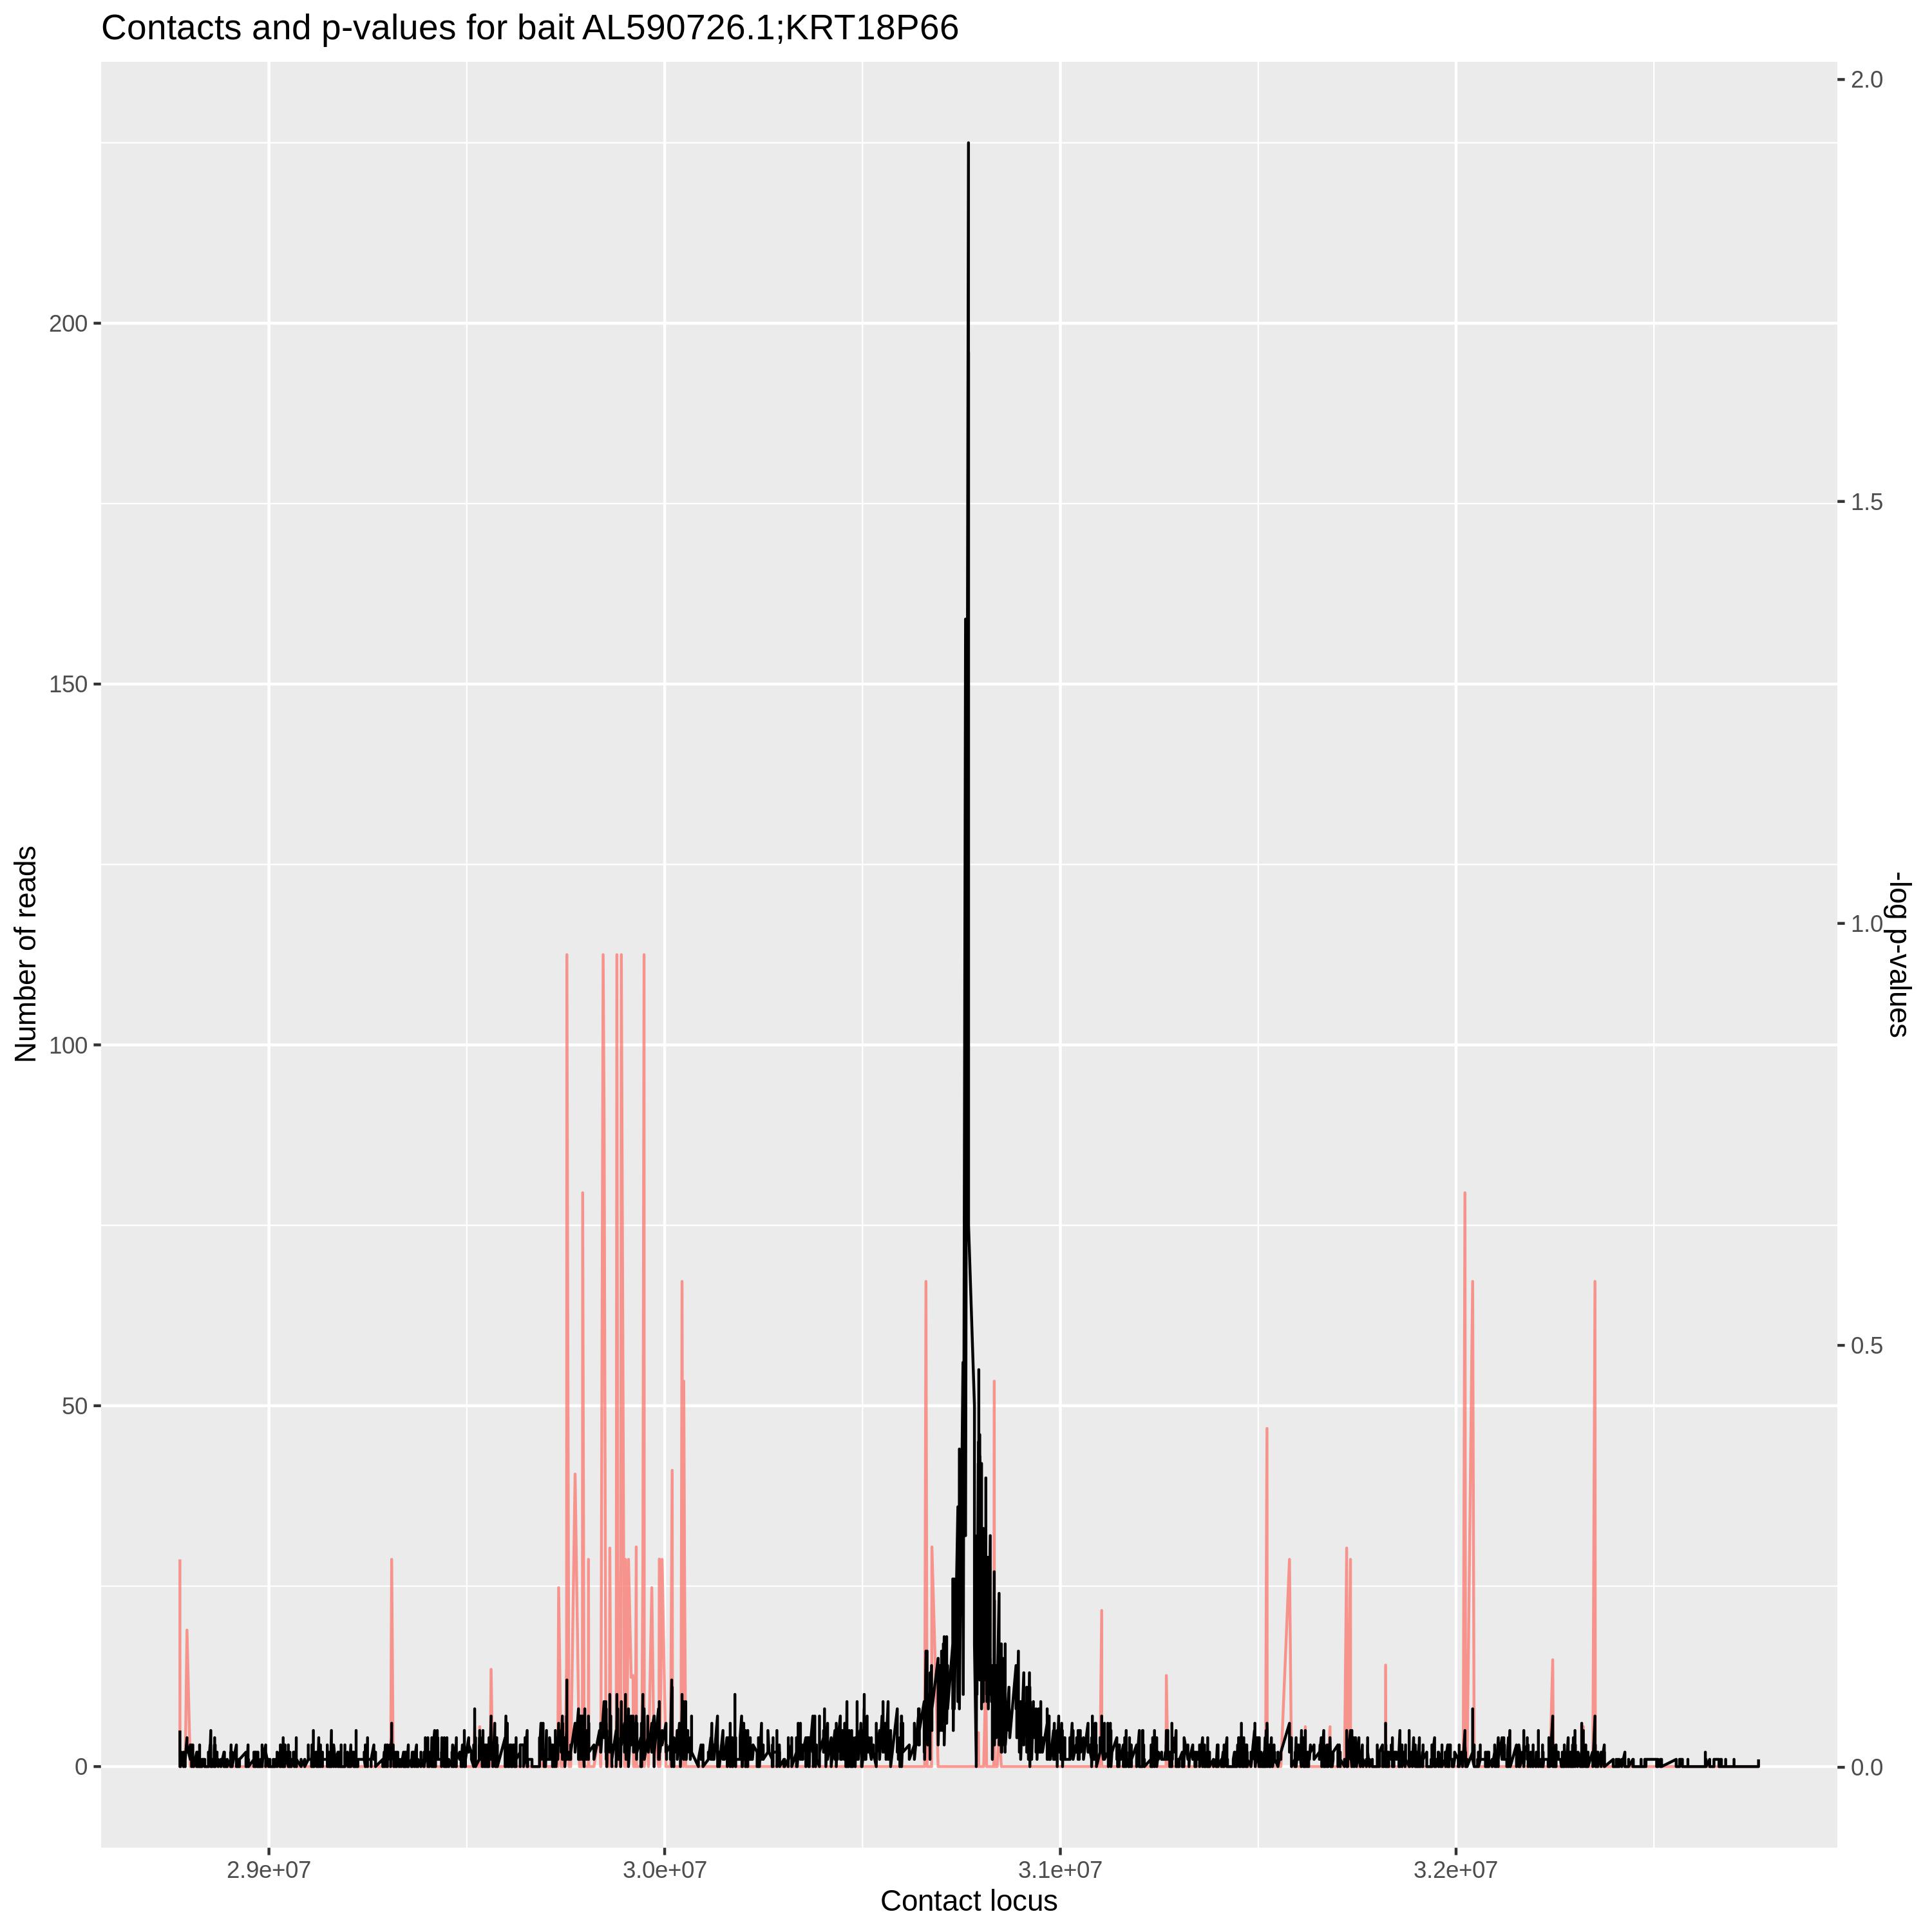 Contacts and p-values for bait AL590726.1;KRT18P66
Number of reads
200
150
100
50
0
2.0
1.5
1.0
0.5
0.0
-log p-values
2.9e+07
3.0e+07
3.1e+07
3.2e+07
Contact locus